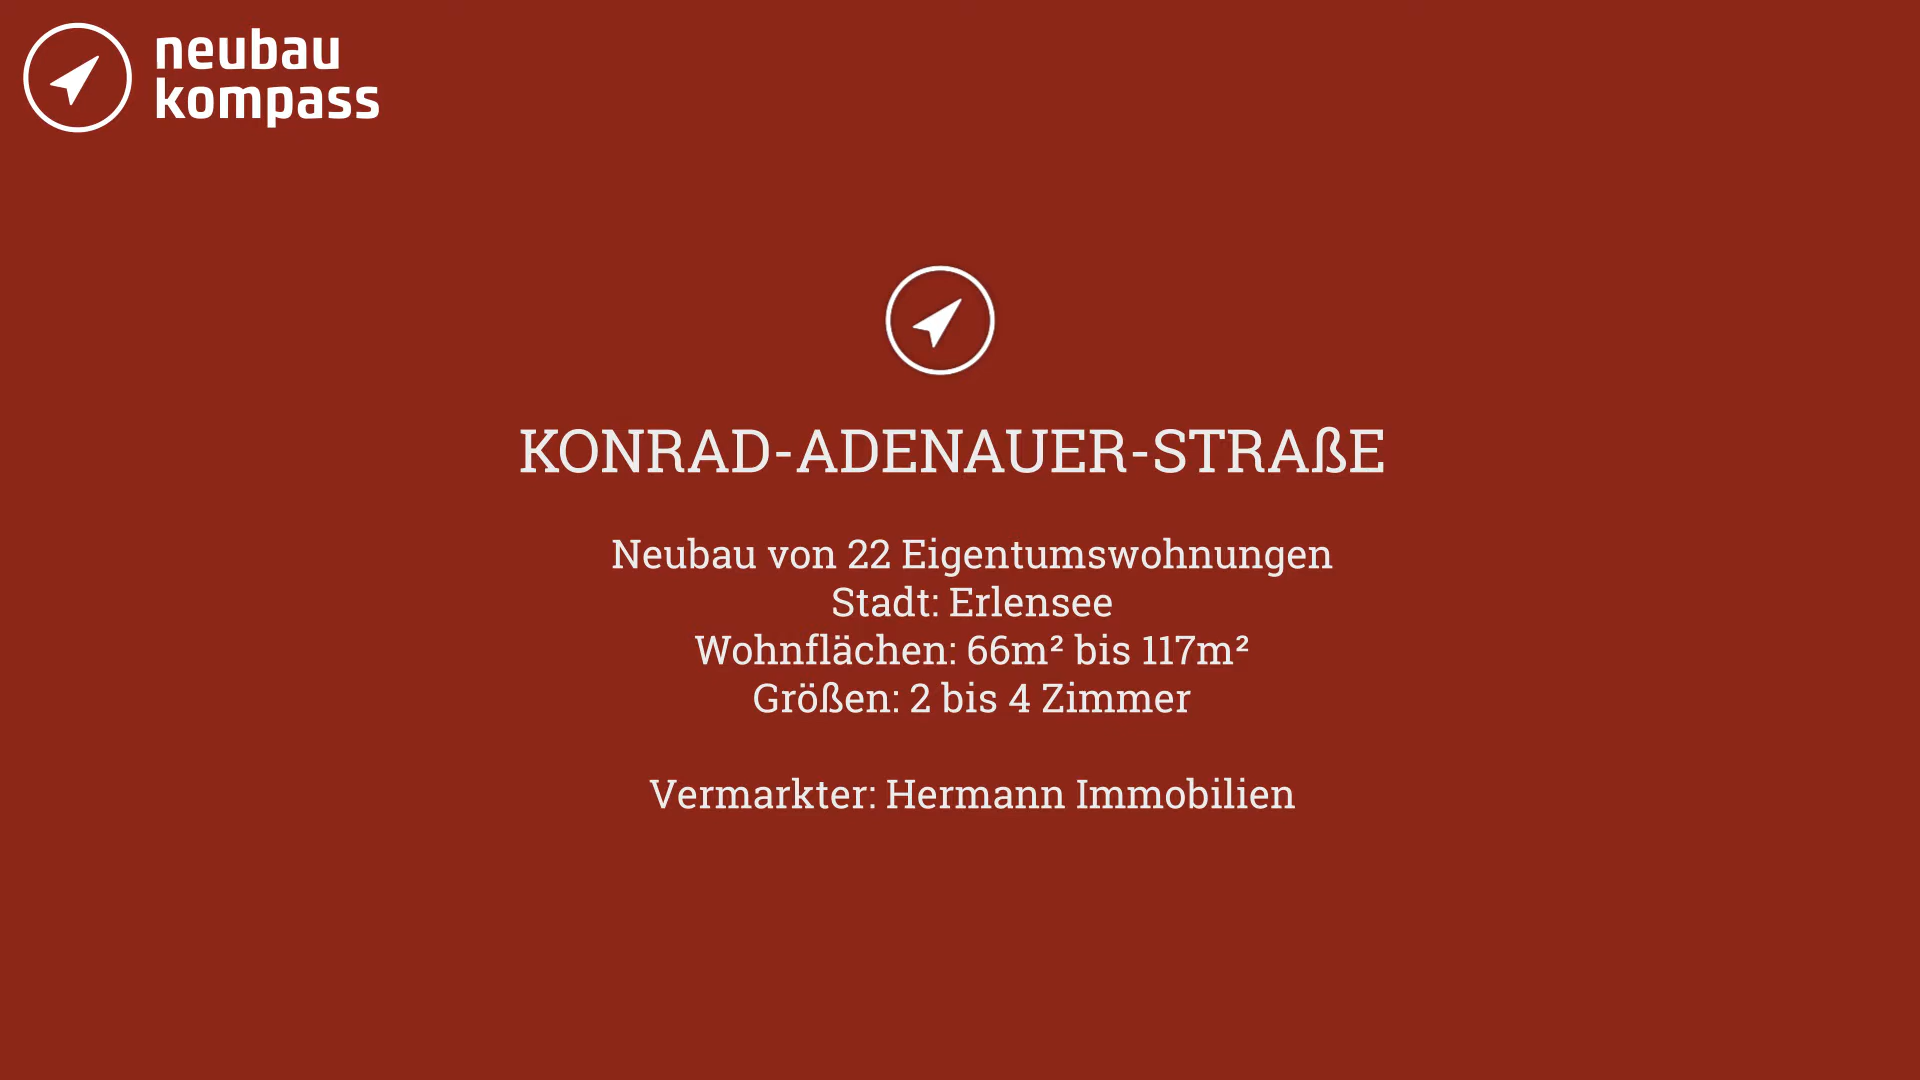 neubau
kompass
KONRAD-ADENAUER-STRAßE
Neubau von 22 Eigentumswohnungen
Stadt: Erlensee
Wohnflächen: 66m² bis 117m²
Größen: 2 bis 4 Zimmer
Vermarkter: Hermann Immobilien